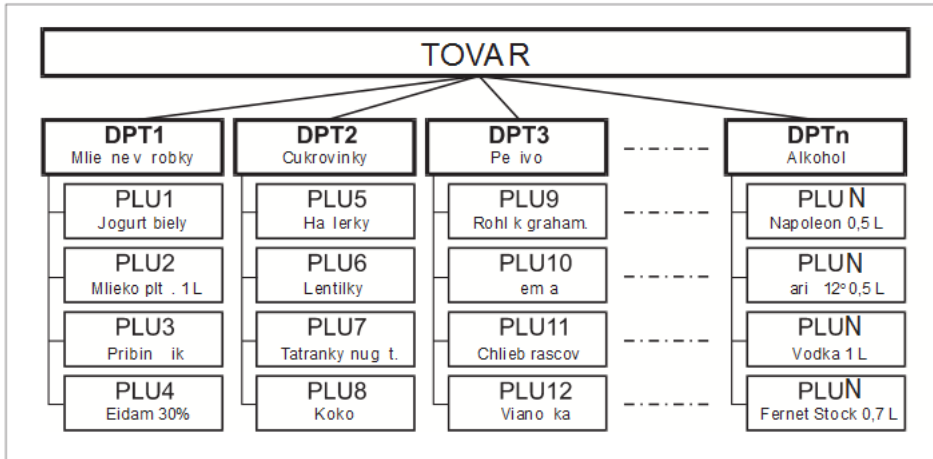 TOVAR
DPT1
Mlie ne v robky
PLU1
Jogurt biely
PLU2
Mlieko plt . 1 L
PLU3
Pribin ik
PLU4
Eidam 30%
DPT2
Cukrovinky
PLU5
Ha lerky
PLU6
Lentilky
PLU7
Tatranky nug t.
PLU8
Koko
DPT3
Pe ivo
PLU9
Rohl k graham.
PLU10
em a
PLU11
Chlieb rascov
PLU12
Viano ka
DPTn
Alkohol
PLUN
Napoleon 0,5 L
PLUN
ari 12° 0,5 L
PLUN
Vodka 1 L
PLUN
Fernet Stock 0,7 L